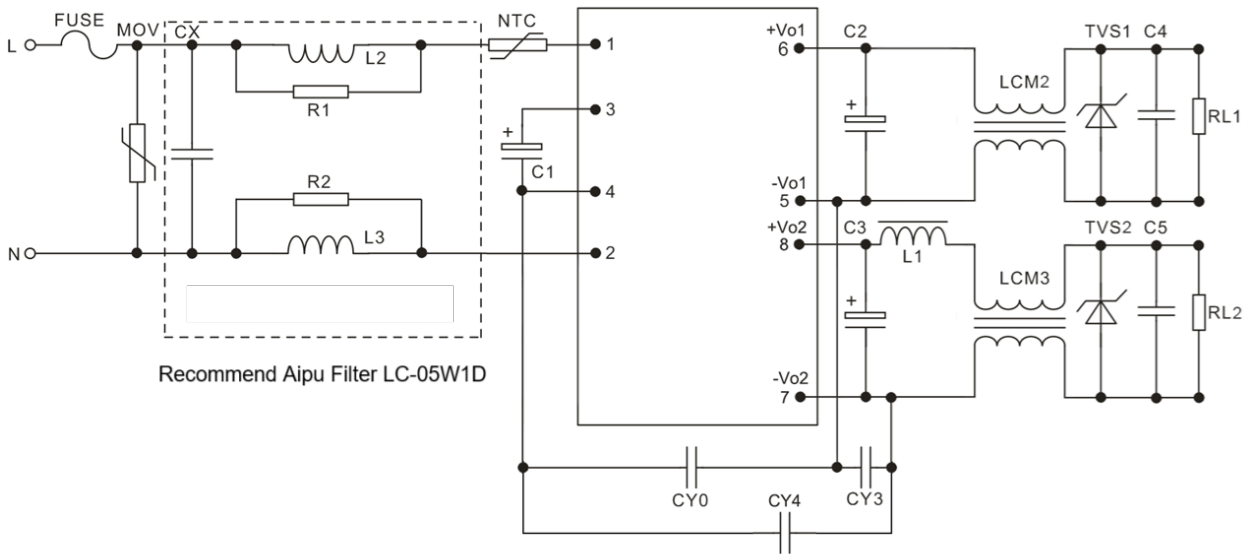 FUSE
MOV
CX
NTC
L
L2
R1
1
3
+
C1
4
R2
L3
N
2
Recommend Aipu Filter LC-05W1D
+Vo1
6
C2
+
LCM2
TVS1
C4
RL1
-Vo1
5
+Vo2
8
C3
L1
+
LCM3
TVS2
C5
RL2
-Vo2
7
CY0
CY4
CY3